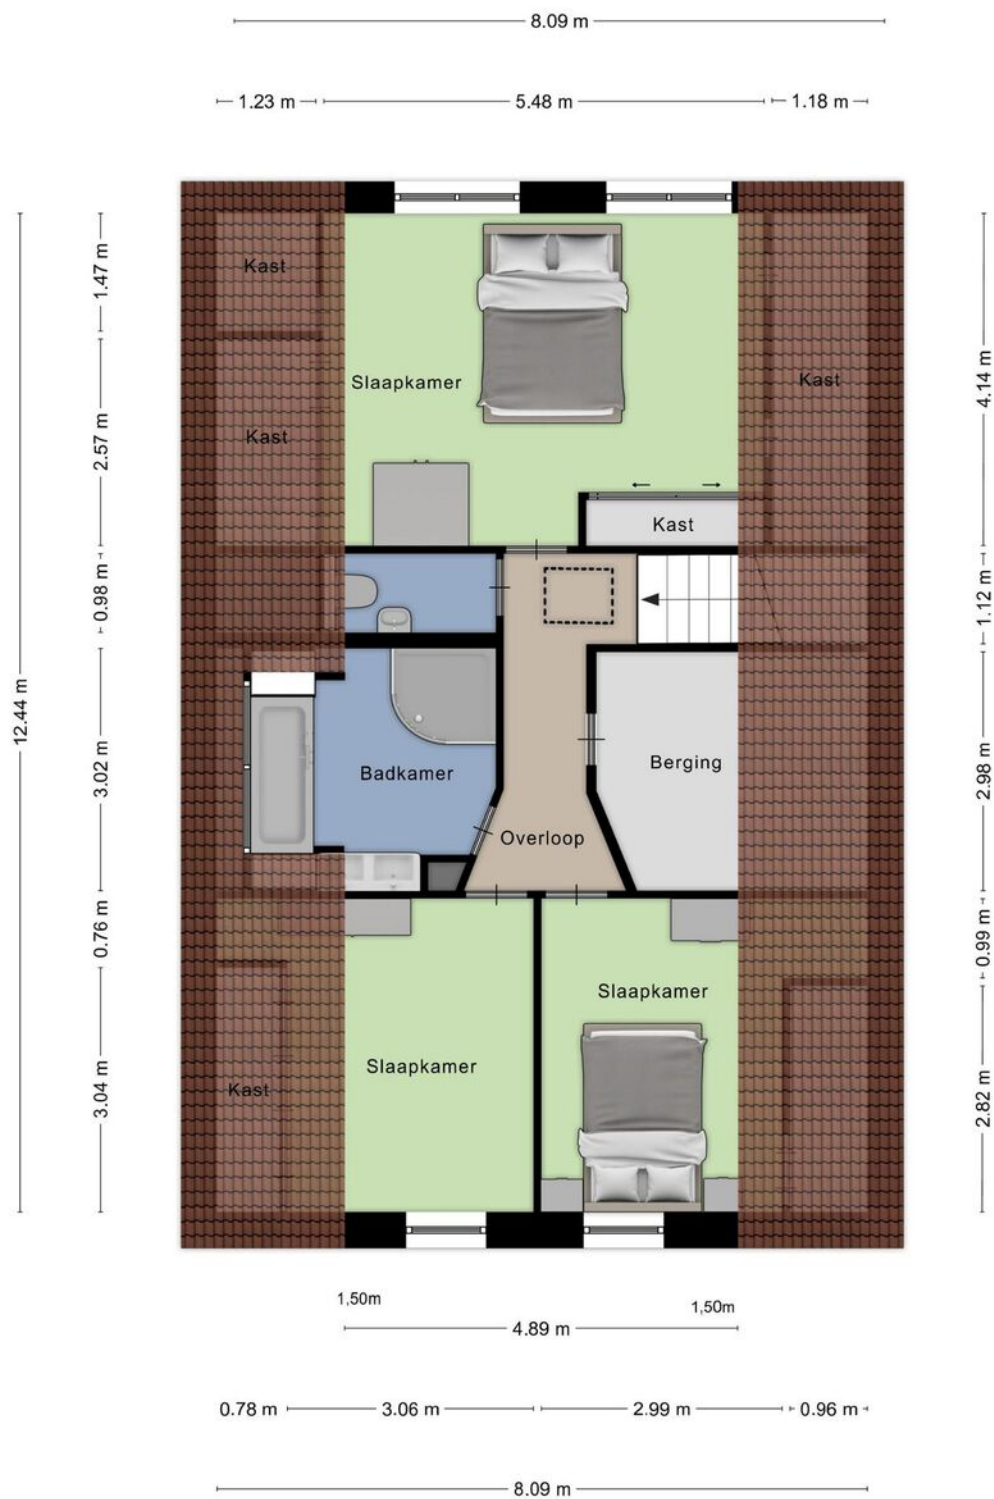 8.09 m
1.23 m
5.48 m
1.18 m
12.44 m
1.47 m
2.57 m
0.98 m
3.02 m
0.76 m
3.04 m
Kast
Kast
Slaapkamer
Kast
Kast
Badkamer
Berging
Overloop
Slaapkamer
Slaapkamer
Kast
4.14 m
1.12 m
2.98 m
0.99 m
2.82 m
1,50m
1,50m
4.89 m
0.78 m
3.06 m
2.99 m
0.96 m
8.09 m